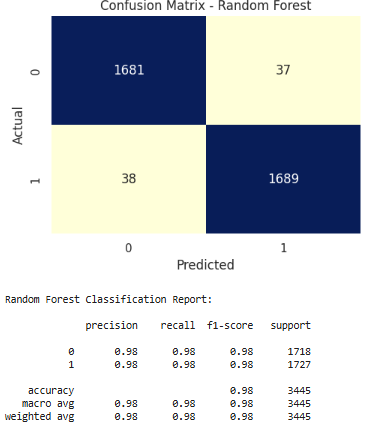 Confusion Matrix - Random Forest
Actual
0
1681
37
1
38
1689
0 1
Predicted
Random Forest Classification Report:
precision recall f1-score support
0 0.98 0.98 0.98 1718
1 0.98 0.98 0.98 1727
accuracy 0.98 3445
macro avg 0.98 0.98 0.98 3445
weighted avg 0.98 0.98 0.98 3445